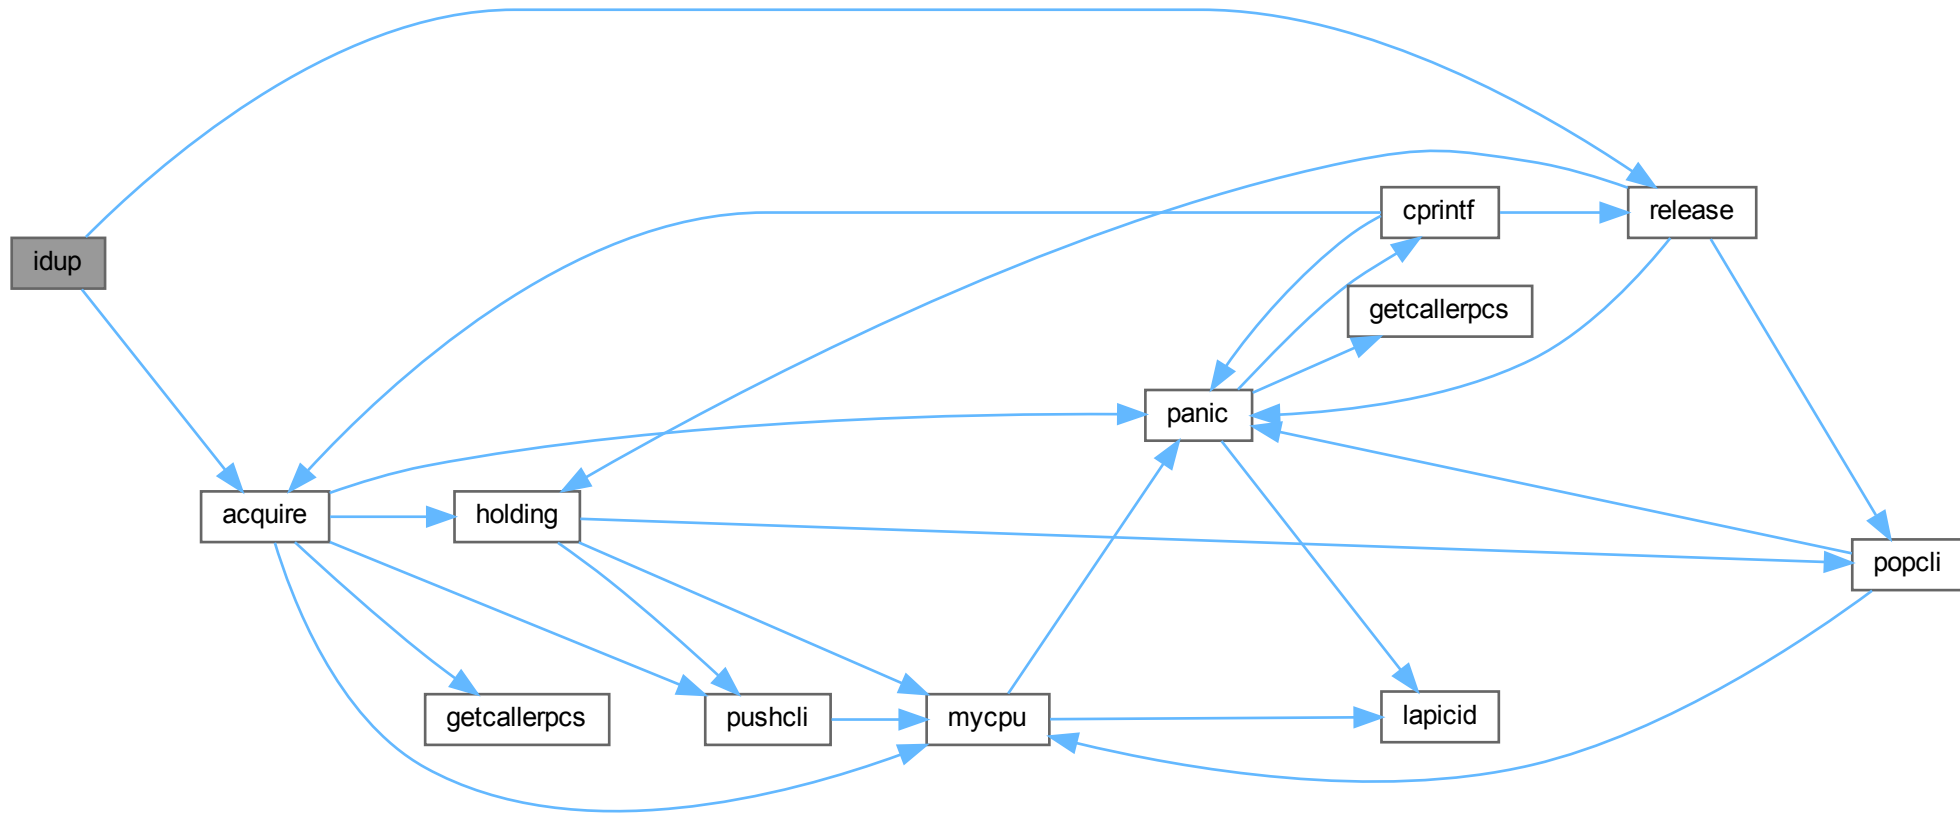 cprintf
release
idup
getcallerpcs
panic
acquire
holding
popcli
getcallerpcs
pushcli
mycpu
lapicid